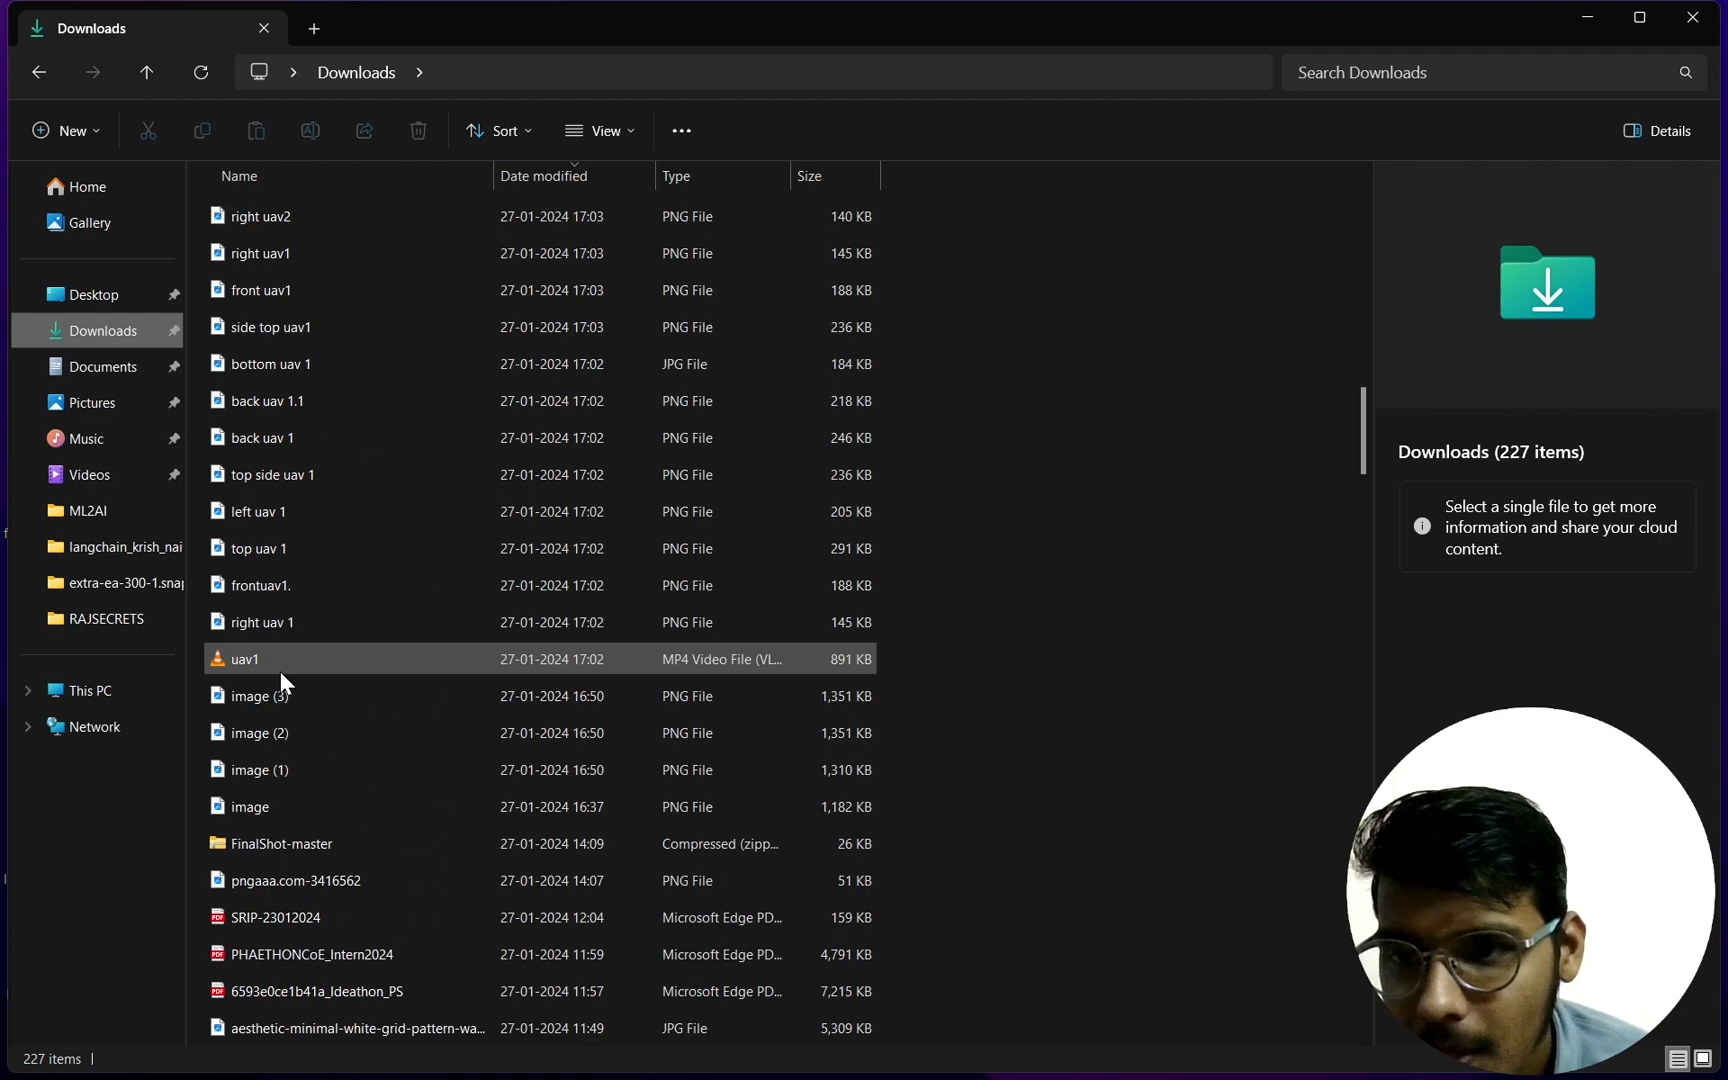 Downloads
Downloads
Search Downloads
New
Sort
View
Details
Name Date modified Type Size
Home
Gallery
Desktop
Downloads
Documents
Pictures
Music
Videos
ML2AI
langchain_krish_nai
extra-ea-300-1.snap
RAJSECRETS
This PC
Network
right uav2 27-01-2024 17:03 PNG File 140 KB
right uav1 27-01-2024 17:03 PNG File 145 KB
front uav1 27-01-2024 17:03 PNG File 188 KB
side top uav1 27-01-2024 17:03 PNG File 236 KB
bottom uav 1 27-01-2024 17:02 JPG File 184 KB
back uav 1.1 27-01-2024 17:02 PNG File 218 KB
back uav 1 27-01-2024 17:02 PNG File 246 KB
top side uav 1 27-01-2024 17:02 PNG File 236 KB
left uav 1 27-01-2024 17:02 PNG File 205 KB
top uav 1 27-01-2024 17:02 PNG File 291 KB
frontuav1. 27-01-2024 17:02 PNG File 188 KB
right uav 1 27-01-2024 17:02 PNG File 145 KB
uav1 27-01-2024 17:02 MP4 Video File (VL... 891 KB
image (3) 27-01-2024 16:50 PNG File 1,351 KB
image (2) 27-01-2024 16:50 PNG File 1,351 KB
image (1) 27-01-2024 16:50 PNG File 1,310 KB
image 27-01-2024 16:37 PNG File 1,182 KB
FinalShot-master 27-01-2024 14:09 Compressed (zipp... 26 KB
pngaaa.com-3416562 27-01-2024 14:07 PNG File 51 KB
SRIP-23012024 27-01-2024 12:04 Microsoft Edge PD... 159 KB
PHAETHONCoE_Intern2024 27-01-2024 11:59 Microsoft Edge PD... 4,791 KB
6593e0ce1b41a_Ideathon_PS 27-01-2024 11:57 Microsoft Edge PD... 7,215 KB
aesthetic-minimal-white-grid-pattern-wa... 27-01-2024 11:49 JPG File 5,309 KB
Downloads (227 items)
Select a single file to get more
information and share your cloud
content.
227 items